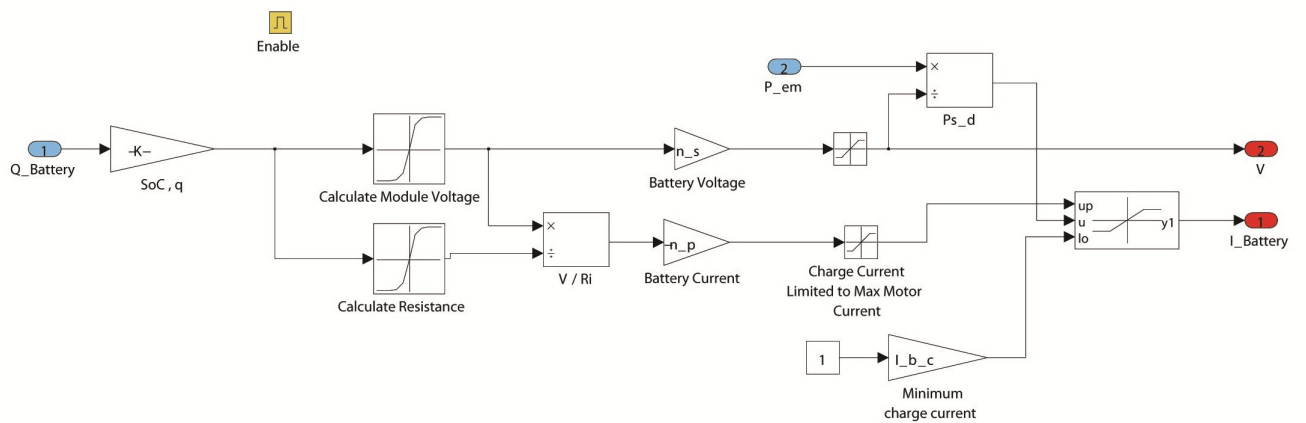 Enable
2
P_em
×
÷
Ps_d
1
Q_Battery
-K-
SoC , q
Calculate Module Voltage
n_s
Battery Voltage
2
V
Calculate Resistance
×
÷
V / Ri
-n_p
Battery Current
Charge Current
Limited to Max Motor
Current
up
u
lo
y1
1
I_Battery
1
I_b_c
Minimum
charge current